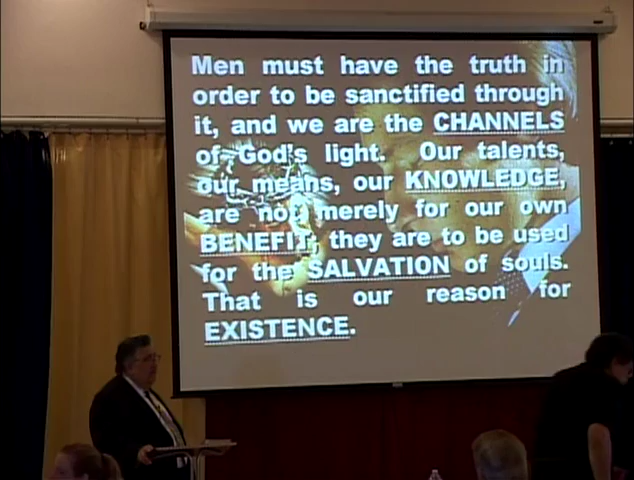 Men must have the truth in
order to be sanctified through
it, and we are the CHANNELS
of God's light. Our talents,
our means, our KNOWLEDGE,
are not merely for our own
BENEFIT; they are to be used
for the SALVATION of souls.
That is our reason for
EXISTENCE.